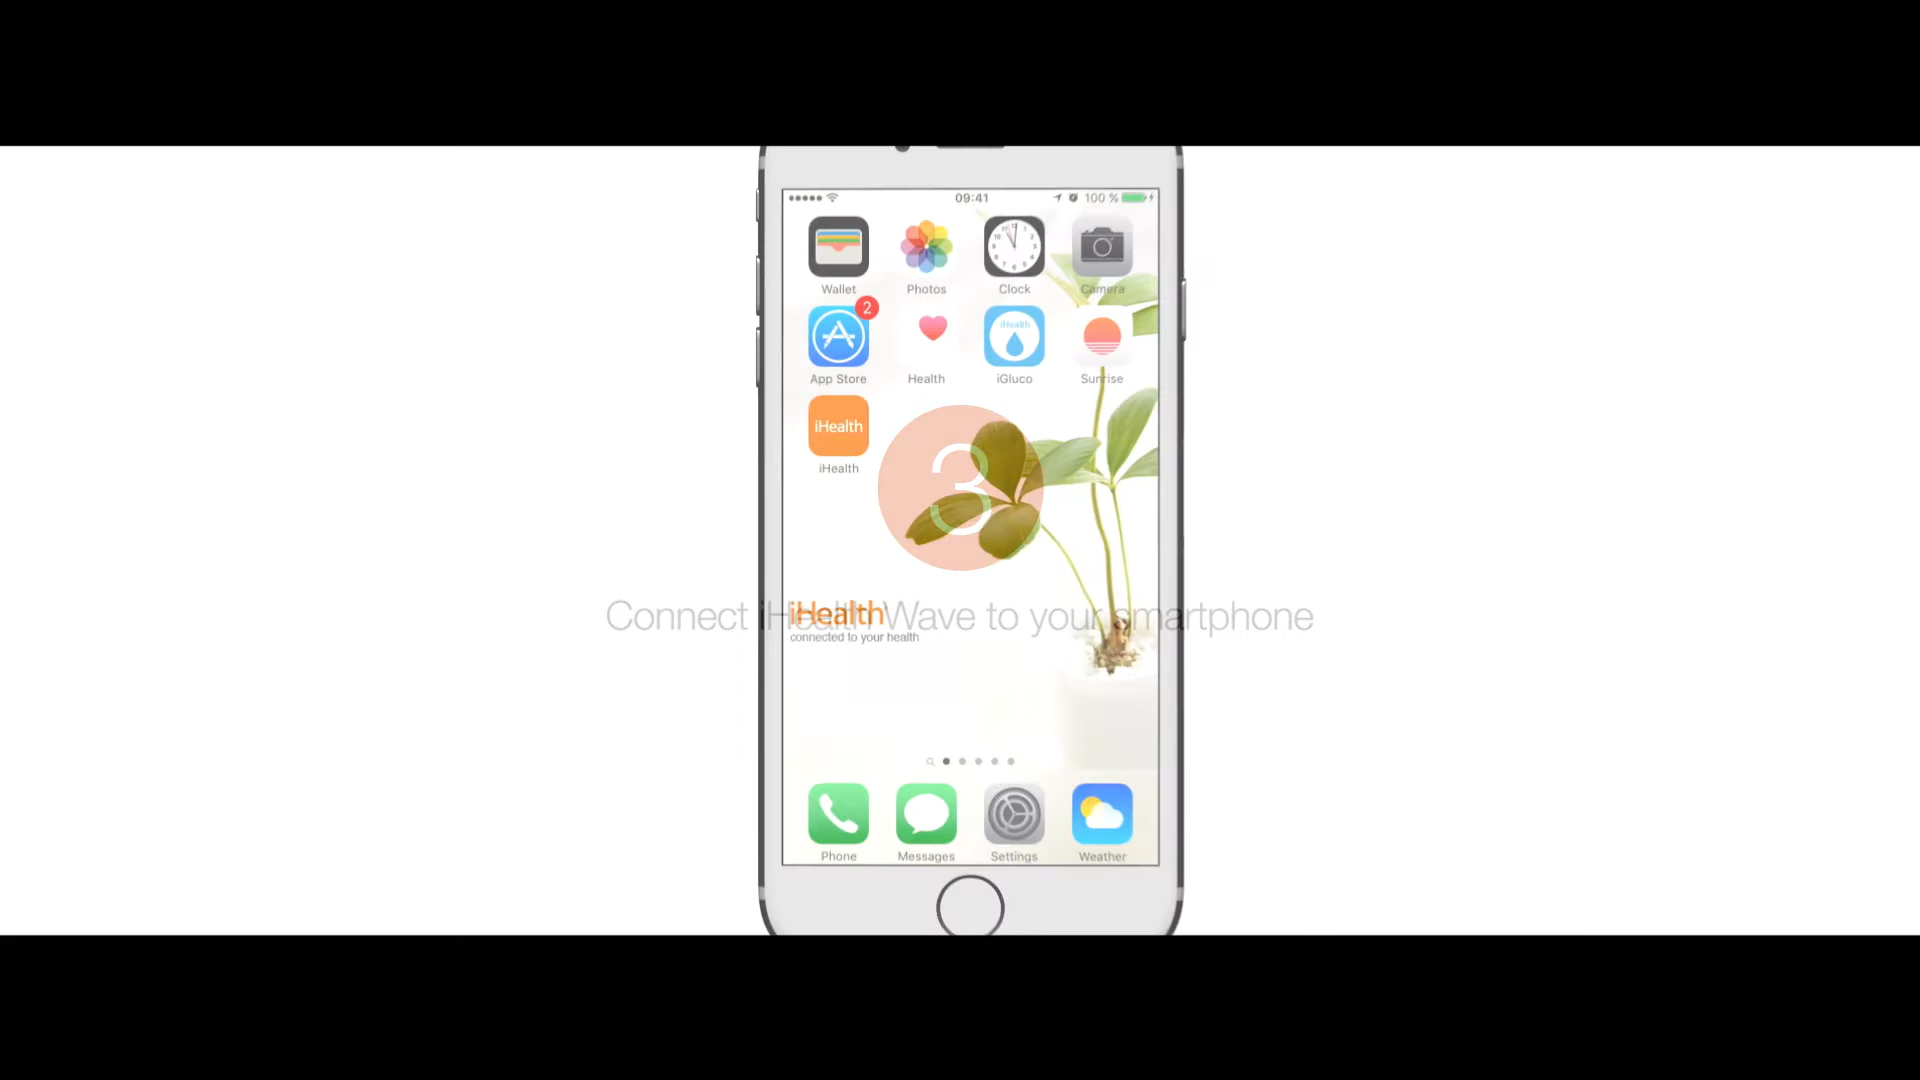 09:41
100 %
Wallet
Photos
Clock
Camera
2
App Store
Health
iHealth
iGluco
Sunrise
iHealth
iHealth
3
Connect iHealth Wave to your smartphone
iHealth
connected to your health
Phone
Messages
Settings
Weather